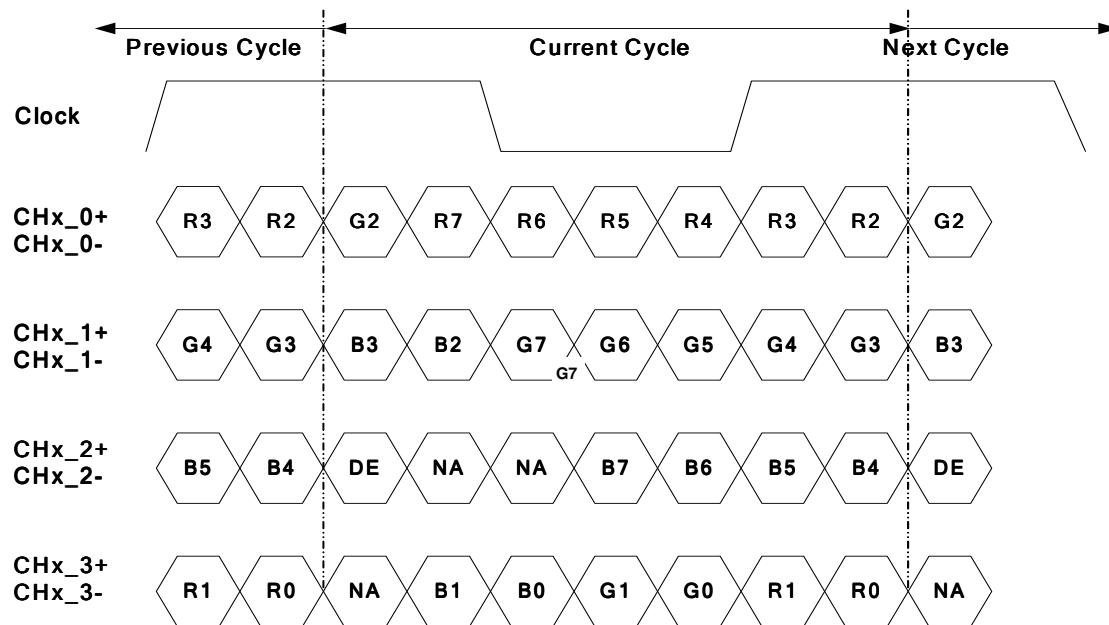 Previous Cycle Current Cycle Next Cycle
Clock
CHx_0+
CHx_0-
R3 R2 G2 R7 R6 R5 R4 R3 R2 G2
CHx_1+
CHx_1-
G4 G3 B3 B2 G7 G6 G5 G4 G3 B3
G7
CHx_2+
CHx_2-
B5 B4 DE NA NA B7 B6 B5 B4 DE
CHx_3+
CHx_3-
R1 R0 NA B1 B0 G1 G0 R1 R0 NA